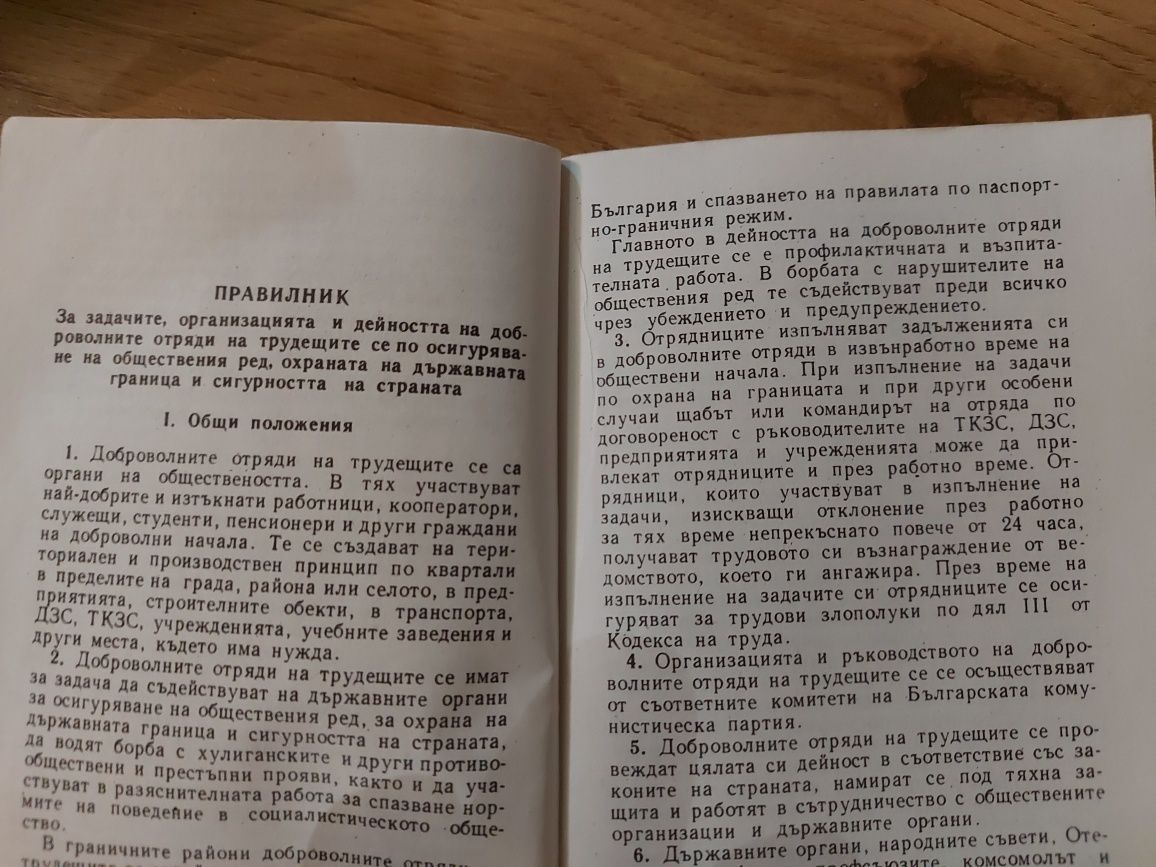 ПРАВИЛНИК
За задачите, организацията и дейността на доб-
роволните отряди на трудещите се по осигурява-
не на обществения ред, охраната на държавната
граница и сигурността на страната
I. Общи положения
1. Доброволните отряди на трудещите се са
органи на обществеността. В тях участвуват
най-добрите и изтъкнати работници, кооператори,
служещи, студенти, пенсионери и други граждани
на доброволни начала. Те се създават на тери-
ториален и производствен принцип по квартали
в пределите на града, района или селото, в пред-
приятията, строителните обекти, в транспорта,
ДЗС, ТКЗС, учрежденията, учебните заведения и
други места, където има нужда.
2. Доброволните отряди на трудещите се имат
за задача да съдействуват на държавните органи
за осигуряване на обществения ред, за охрана на
държавната граница и сигурността на страната,
да водят борба с хулиганските и други противо-
обществени и престъпни прояви, както и да уча-
ствуват в разяснителната работа за спазване нор-
мите на поведение в социалистическото обще-
ство.
В граничните райони доброволните отряди
трудещите се
България и спазването на правилата по паспорт-
но-граничния режим.
Главното в дейността на доброволните отряди
на трудещите се е профилактичната и възпита-
телната работа. В борбата с нарушителите на
обществения ред те съдействуват преди всичко
чрез убеждението и предупреждението.
3. Отрядниците изпълняват задълженията си
в доброволните отряди в извънработно време на
обществени начала. При изпълнение на задачи
по охрана на границата и при други особени
случаи щабът или командирът на отряда по
договореност с ръководителите на ТКЗС, ДЗС,
предприятията и учрежденията може да при-
влекат отрядниците и през работно време. От-
рядници, които участвуват в изпълнение на
задачи, изискващи отклонение през работно
за тях време непрекъснато повече от 24 часа,
получават трудовото си възнаграждение от ве-
домството, което ги ангажира. През време на
изпълнение на задачите си отрядниците се оси-
гуряват за трудови злополуки по дял III от
Кодекса на труда.
4. Организацията и ръководството на добро-
волните отряди на трудещите се се осъществяват
от съответните комитети на Българската кому-
нистическа партия.
5. Доброволните отряди на трудещите се про-
веждат цялата си дейност в съответствие със за-
коните на страната, намират се под тяхна за-
щита и работят в сътрудничество с обществените
организации и държавните органи.
6. Държавните органи, народните съвети, Оте-
профсъюзите, комсомолът и